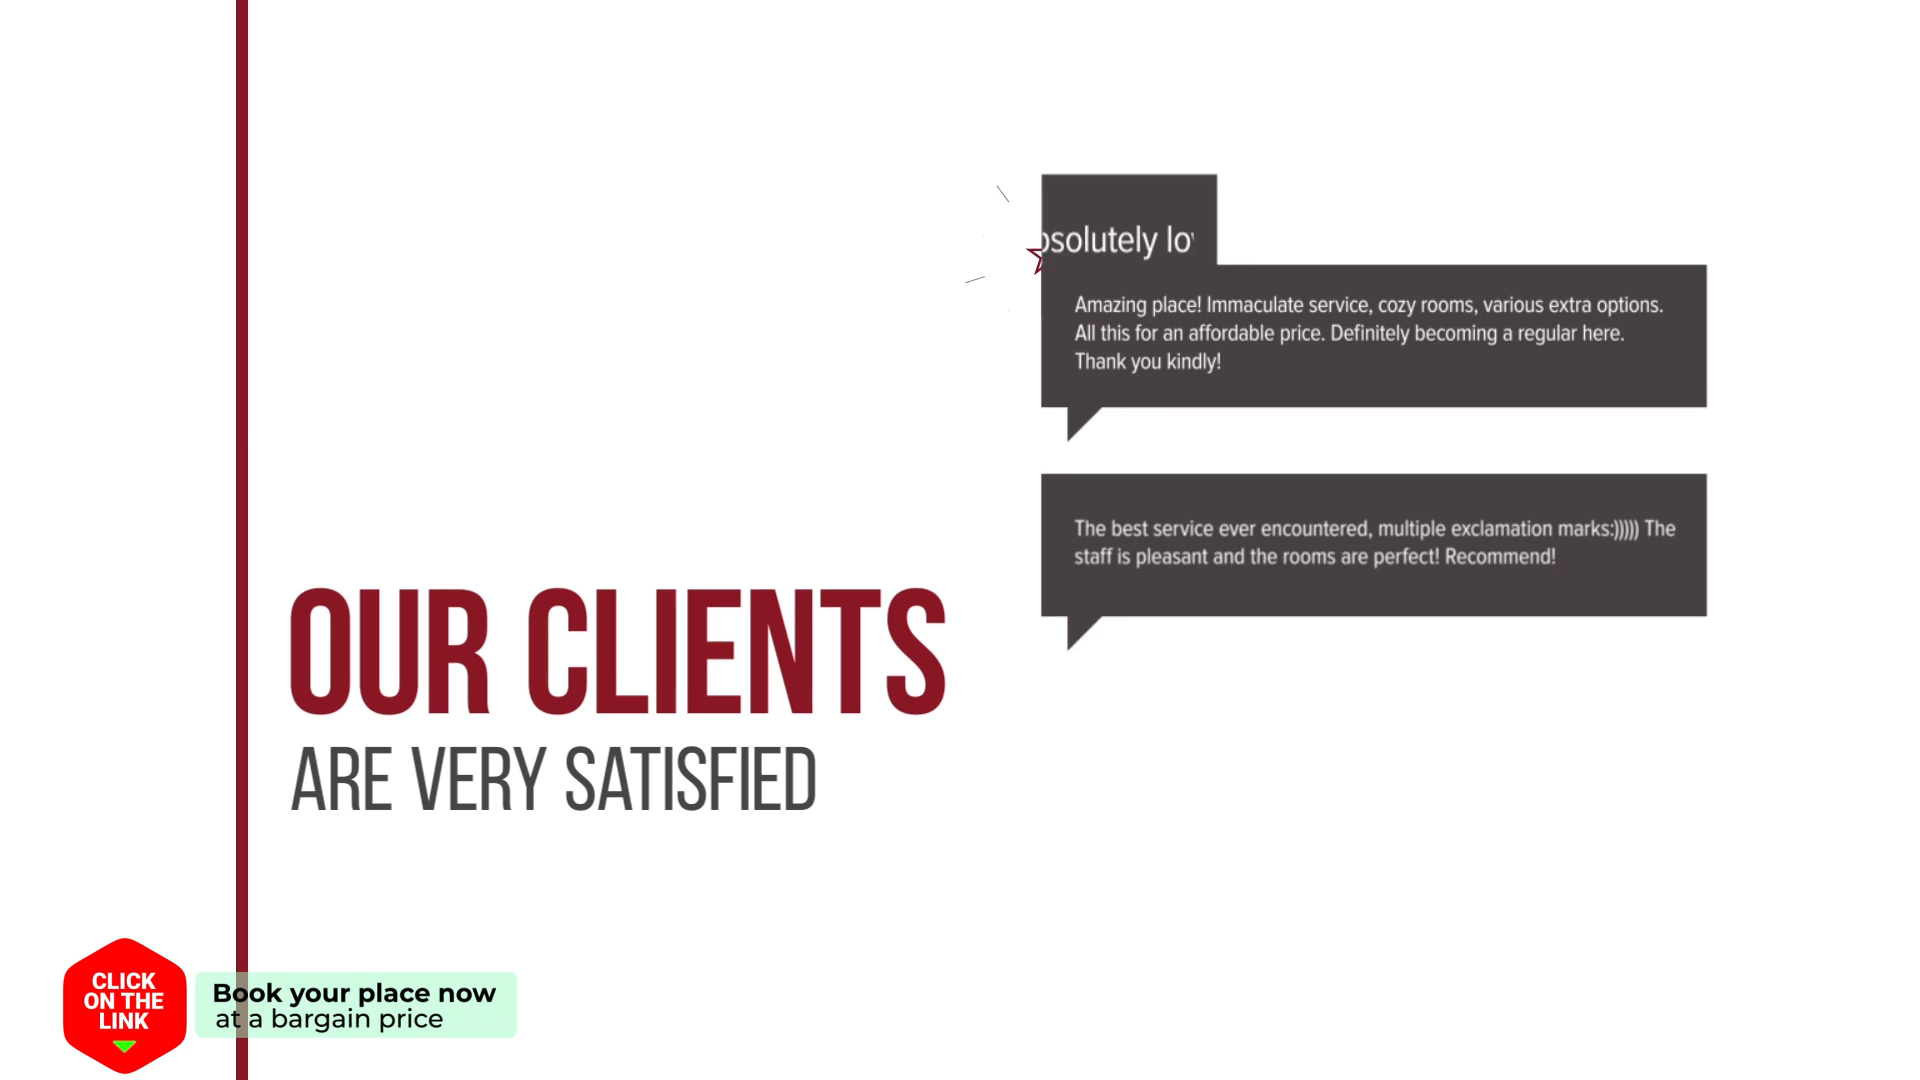 solutely lo
Amazing place! Immaculate service, cozy rooms, various extra options.
All this for an affordable price. Definitely becoming a regular here.
Thank you kindly!
The best service ever encountered, multiple exclamation marks:))))) The
staff is pleasant and the rooms are perfect! Recommend!
OUR CLIENTS
ARE VERY SATISFIED
CLICK
ON THE
LINK
Book your place now
at a bargain price